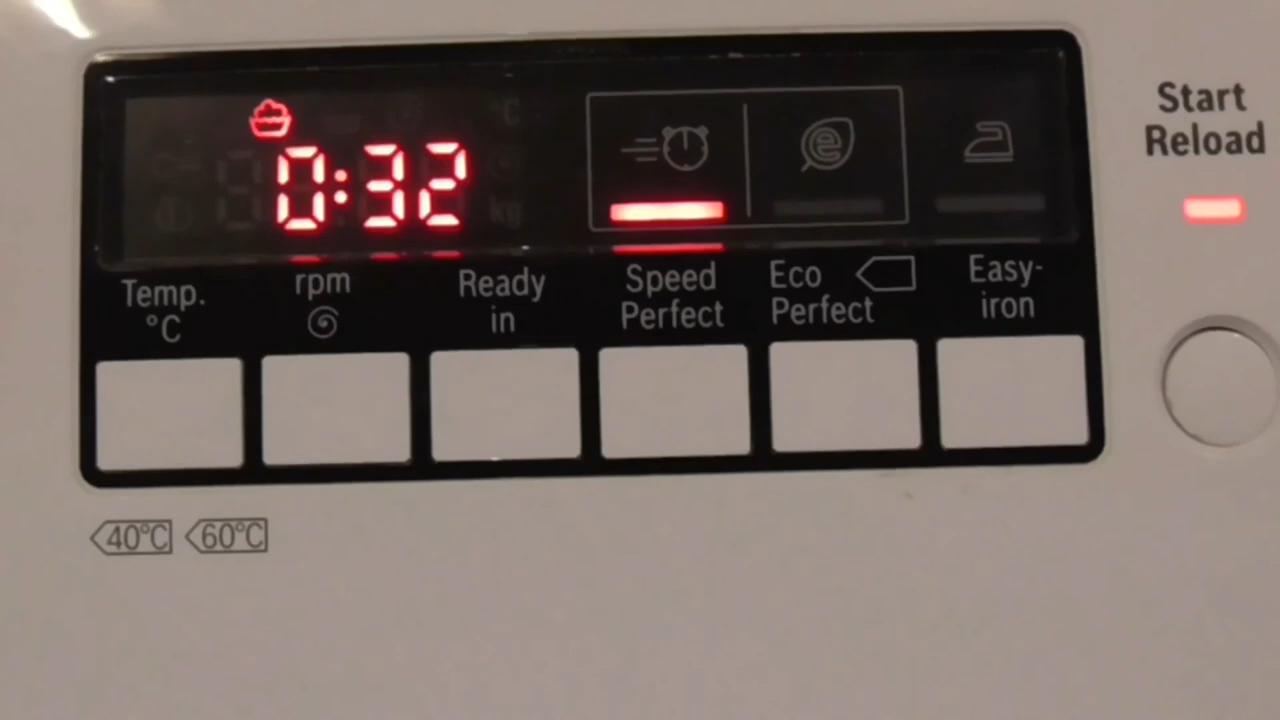 0:32
Start
Reload
Temp.
°C
rpm
Ready
in
Speed
Perfect
Eco
Perfect
Easy-
iron
40°C 60°C